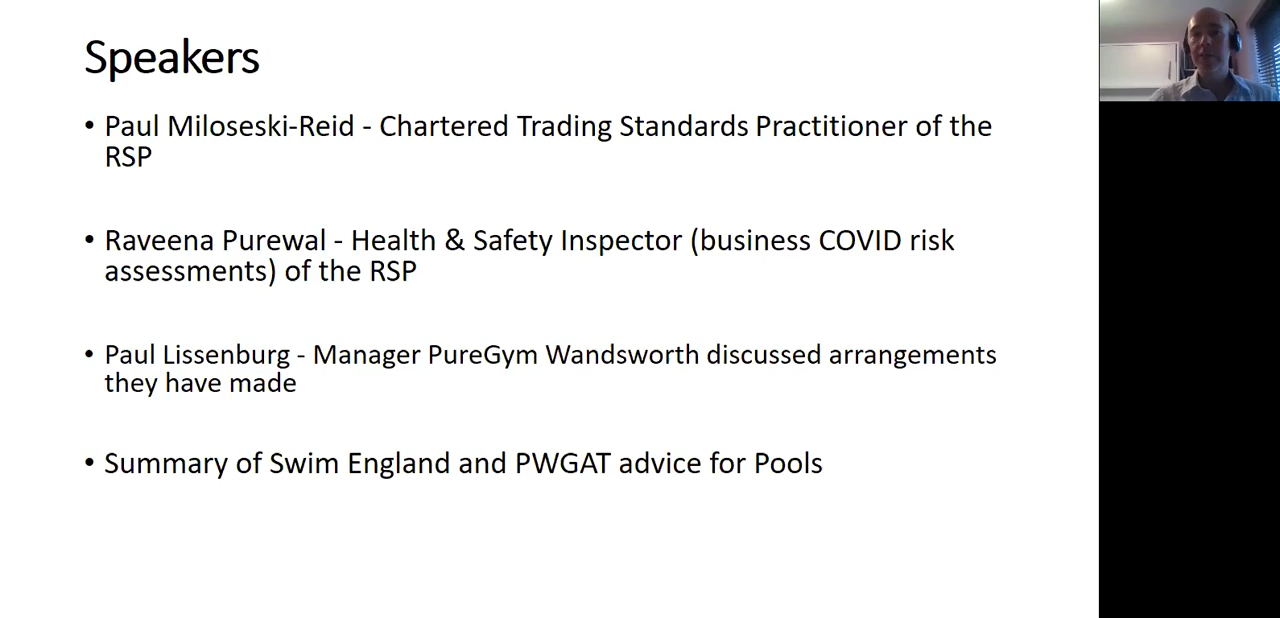 Speakers
• Paul Miloseski-Reid - Chartered Trading Standards Practitioner of the
RSP
• Raveena Purewal - Health & Safety Inspector (business COVID risk
assessments) of the RSP
• Paul Lissenburg - Manager PureGym Wandsworth discussed arrangements
they have made
• Summary of Swim England and PWGAT advice for Pools